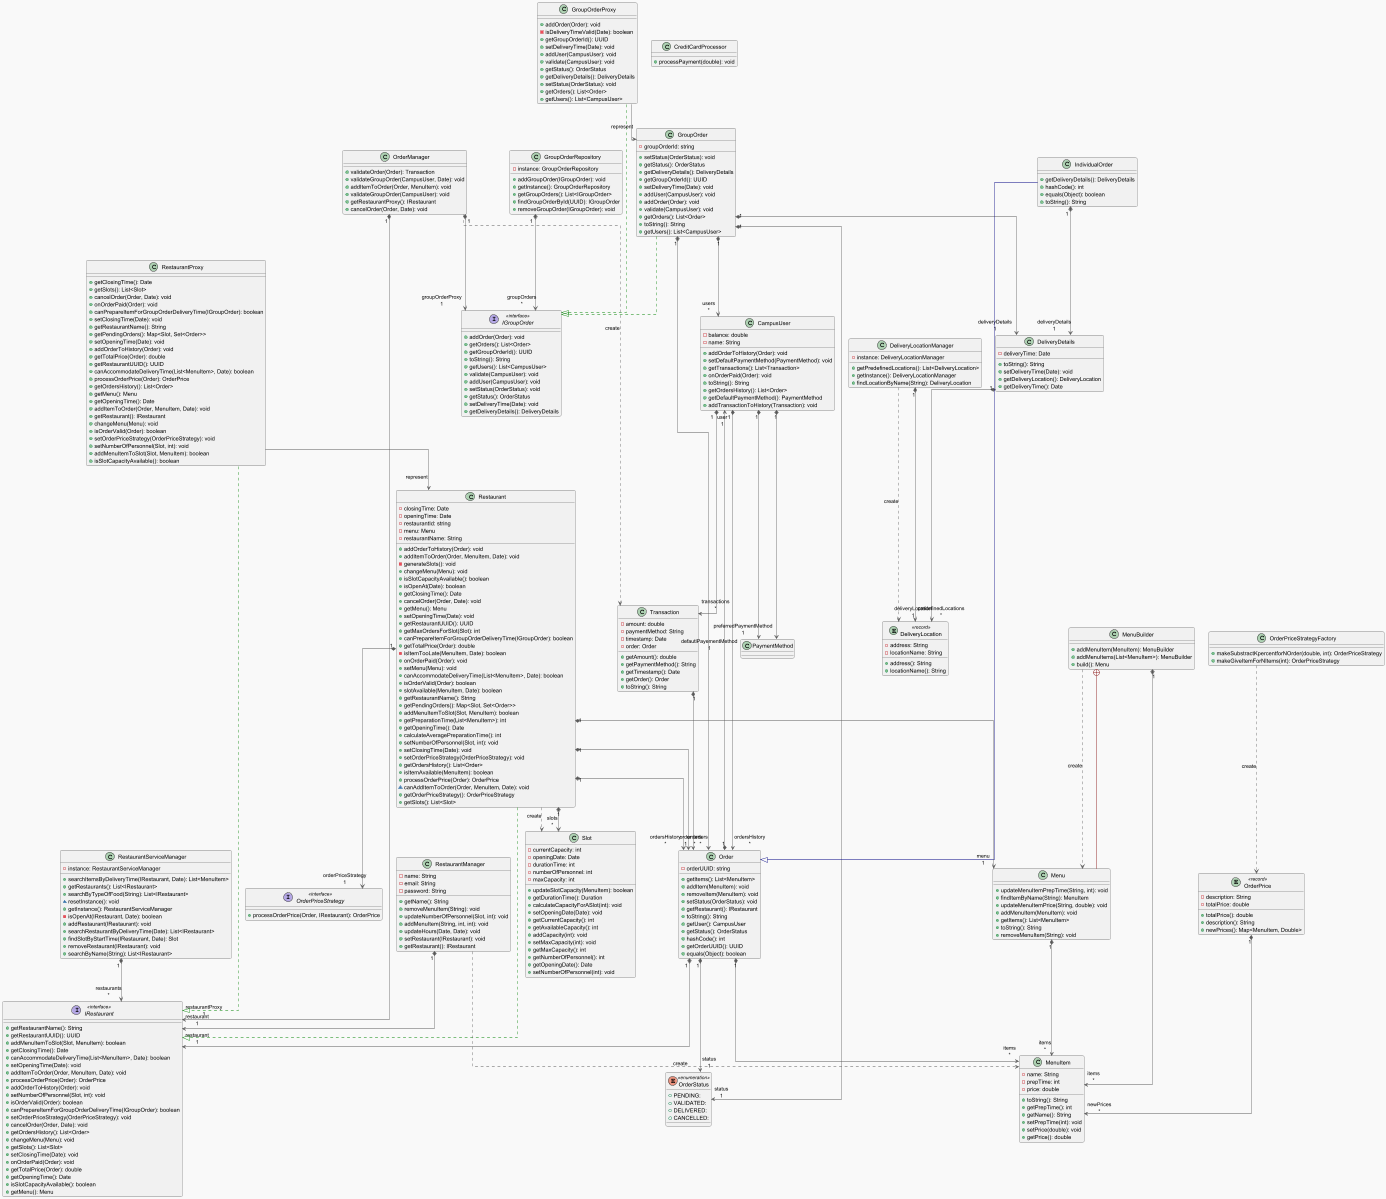 GroupOrderProxy
addOrder(Order): void
isDeliveryTimeValid(Date): boolean
getGroupOrderId(): UUID
setDeliveryTime(Date): void
addUser(CampusUser): void
validate(CampusUser): void
getStatus(): OrderStatus
getDeliveryDetails(): DeliveryDetails
setStatus(OrderStatus): void
getOrders(): List<Order>
getUsers(): List<CampusUser>
CreditCardProcessor
processPayment(double): void
represent
GroupOrder
groupOrderId: string
setStatus(OrderStatus): void
getStatus(): OrderStatus
getDeliveryDetails(): DeliveryDetails
getGroupOrderId(): UUID
setDeliveryTime(Date): void
addUser(CampusUser): void
addOrder(Order): void
validate(CampusUser): void
getOrders(): List<Order>
toString(): String
getUsers(): List<CampusUser>
OrderManager
validateOrder(Order): Transaction
validateGroupOrder(CampusUser, Date): void
addItemToOrder(Order, MenuItem): void
validateGroupOrder(CampusUser): void
getRestaurantProxy(): IRestaurant
cancelOrder(Order, Date): void
GroupOrderRepository
instance: GroupOrderRepository
addGroupOrder(IGroupOrder): void
getInstance(): GroupOrderRepository
getGroupOrders(): List<IGroupOrder>
findGroupOrderById(UUID): IGroupOrder
removeGroupOrder(IGroupOrder): void
IndividualOrder
getDeliveryDetails(): DeliveryDetails
hashCode(): int
equals(Object): boolean
toString(): String
RestaurantProxy
getClosingTime(): Date
getSlots(): List<Slot>
cancelOrder(Order, Date): void
onOrderPaid(Order): void
canPrepareItemForGroupOrderDeliveryTime(IGroupOrder): boolean
setClosingTime(Date): void
getRestaurantName(): String
getPendingOrders(): Map<Slot, Set<Order>>
setOpeningTime(Date): void
addOrderToHistory(Order): void
getTotalPrice(Order): double
getRestaurantUUID(): UUID
canAccommodateDeliveryTime(List<MenuItem>, Date): boolean
processOrderPrice(Order): OrderPrice
getOrdersHistory(): List<Order>
getMenu(): Menu
getOpeningTime(): Date
addItemToOrder(Order, MenuItem, Date): void
getRestaurant(): IRestaurant
changeMenu(Menu): void
isOrderValid(Order): boolean
setOrderPriceStrategy(OrderPriceStrategy): void
setNumberOfPersonnel(Slot, int): void
addMenuItemToSlot(Slot, MenuItem): boolean
isSlotCapacityAvailable(): boolean
groupOrderProxy
1
groupOrders
*
<<interface>>
IGroupOrder
addOrder(Order): void
getOrders(): List<Order>
getGroupOrderId(): UUID
toString(): String
getUsers(): List<CampusUser>
validate(CampusUser): void
addUser(CampusUser): void
setStatus(OrderStatus): void
getStatus(): OrderStatus
setDeliveryTime(Date): void
getDeliveryDetails(): DeliveryDetails
create
users
*
CampusUser
balance: double
name: String
addOrderToHistory(Order): void
setDefaultPaymentMethod(PaymentMethod): void
getTransactions(): List<Transaction>
onOrderPaid(Order): void
toString(): String
getOrdersHistory(): List<Order>
getDefaultPaymentMethod(): PaymentMethod
addTransactionToHistory(Transaction): void
DeliveryLocationManager
instance: DeliveryLocationManager
getPredefinedLocations(): List<DeliveryLocation>
getInstance(): DeliveryLocationManager
findLocationByName(String): DeliveryLocation
deliveryDetails
1
deliveryDetails
1
DeliveryDetails
deliveryTime: Date
toString(): String
setDeliveryTime(Date): void
getDeliveryLocation(): DeliveryLocation
getDeliveryTime(): Date
user
1
represent
create
Restaurant
closingTime: Date
openingTime: Date
restaurantId: string
menu: Menu
restaurantName: String
addOrderToHistory(Order): void
addItemToOrder(Order, MenuItem, Date): void
generateSlots(): void
changeMenu(Menu): void
isSlotCapacityAvailable(): boolean
isOpenAt(Date): boolean
getClosingTime(): Date
cancelOrder(Order, Date): void
getMenu(): Menu
setOpeningTime(Date): void
getRestaurantUUID(): UUID
getMaxOrdersForSlot(Slot): int
canPrepareItemForGroupOrderDeliveryTime(IGroupOrder): boolean
getTotalPrice(Order): double
isItemTooLate(MenuItem, Date): boolean
onOrderPaid(Order): void
setMenu(Menu): void
canAccommodateDeliveryTime(List<MenuItem>, Date): boolean
isOrderValid(Order): boolean
slotAvailable(MenuItem, Date): boolean
getRestaurantName(): String
getPendingOrders(): Map<Slot, Set<Order>>
addMenuItemToSlot(Slot, MenuItem): boolean
getPreparationTime(List<MenuItem>): int
getOpeningTime(): Date
calculateAveragePreparationTime(): int
setNumberOfPersonnel(Slot, int): void
setClosingTime(Date): void
setOrderPriceStrategy(OrderPriceStrategy): void
getOrdersHistory(): List<Order>
isItemAvailable(MenuItem): boolean
processOrderPrice(Order): OrderPrice
canAddItemToOrder(Order, MenuItem, Date): void
getOrderPriceStrategy(): OrderPriceStrategy
getSlots(): List<Slot>
Transaction
amount: double
paymentMethod: String
timestamp: Date
order: Order
getAmount(): double
getPaymentMethod(): String
getTimestamp(): Date
getOrder(): Order
toString(): String
transactions
*
preferredPaymentMethod
1
defaultPaymentMethod
1
PaymentMethod
<<record>>
DeliveryLocation
address: String
locationName: String
address(): String
locationName(): String
MenuBuilder
addMenuItem(MenuItem): MenuBuilder
addMenuItems(List<MenuItem>): MenuBuilder
build(): Menu
OrderPriceStrategyFactory
makeSubstractKpercentforNOrder(double, int): OrderPriceStrategy
makeGiveItemForNItems(int): OrderPriceStrategy
create
create
create
slots
*
Slot
currentCapacity: int
openingDate: Date
durationTime: int
numberOfPersonnel: int
maxCapacity: int
updateSlotCapacity(MenuItem): boolean
getDurationTime(): Duration
calculateCapacityForASlot(int): void
setOpeningDate(Date): void
getCurrentCapacity(): int
getAvailableCapacity(): int
addCapacity(int): void
setMaxCapacity(int): void
getMaxCapacity(): int
getNumberOfPersonnel(): int
getOpeningDate(): Date
setNumberOfPersonnel(int): void
ordersHistory
*
Order
orderUUID: string
getItems(): List<MenuItem>
addItem(MenuItem): void
removeItem(MenuItem): void
setStatus(OrderStatus): void
getRestaurant(): IRestaurant
toString(): String
getUser(): CampusUser
getStatus(): OrderStatus
hashCode(): int
getOrderUUID(): UUID
equals(Object): boolean
menu
1
Menu
updateMenuItemPrepTime(String, int): void
findItemByName(String): MenuItem
updateMenuItemPrice(String, double): void
addMenuItem(MenuItem): void
getItems(): List<MenuItem>
toString(): String
removeMenuItem(String): void
<<record>>
OrderPrice
description: String
totalPrice: double
totalPrice(): double
description(): String
newPrices(): Map<MenuItem, Double>
RestaurantServiceManager
instance: RestaurantServiceManager
searchItemsByDeliveryTime(IRestaurant, Date): List<MenuItem>
getRestaurants(): List<IRestaurant>
searchByTypeOfFood(String): List<IRestaurant>
resetInstance(): void
getInstance(): RestaurantServiceManager
isOpenAt(IRestaurant, Date): boolean
addRestaurant(IRestaurant): void
searchRestaurantByDeliveryTime(Date): List<IRestaurant>
findSlotByStartTime(IRestaurant, Date): Slot
removeRestaurant(IRestaurant): void
searchByName(String): List<IRestaurant>
orderPriceStrategy
1
<<interface>>
OrderPriceStrategy
processOrderPrice(Order, IRestaurant): OrderPrice
RestaurantManager
name: String
email: String
password: String
getName(): String
removeMenuItem(String): void
updateNumberOfPersonnel(Slot, int): void
addMenuItem(String, int, int): void
updateHours(Date, Date): void
setRestaurant(IRestaurant): void
getRestaurant(): IRestaurant
restaurants
*
restaurantProxy
restaurant
1
restaurant
1
<<interface>>
IRestaurant
getRestaurantName(): String
getRestaurantUUID(): UUID
addMenuItemToSlot(Slot, MenuItem): boolean
getClosingTime(): Date
canAccommodateDeliveryTime(List<MenuItem>, Date): boolean
setOpeningTime(Date): void
addItemToOrder(Order, MenuItem, Date): void
processOrderPrice(Order): OrderPrice
addOrderToHistory(Order): void
setNumberOfPersonnel(Slot, int): void
isOrderValid(Order): boolean
canPrepareItemForGroupOrderDeliveryTime(IGroupOrder): boolean
setOrderPriceStrategy(OrderPriceStrategy): void
cancelOrder(Order, Date): void
getOrdersHistory(): List<Order>
changeMenu(Menu): void
getSlots(): List<Slot>
setClosingTime(Date): void
onOrderPaid(Order): void
getTotalPrice(Order): double
getOpeningTime(): Date
isSlotCapacityAvailable(): boolean
getMenu(): Menu
create
status
1
status
1
<<enumeration>>
OrderStatus
PENDING:
VALIDATED:
DELIVERED:
CANCELLED:
items
*
items
*
items
*
newPrices
*
MenuItem
name: String
prepTime: int
price: double
toString(): String
getPrepTime(): int
getName(): String
setPrepTime(int): void
setPrice(double): void
getPrice(): double